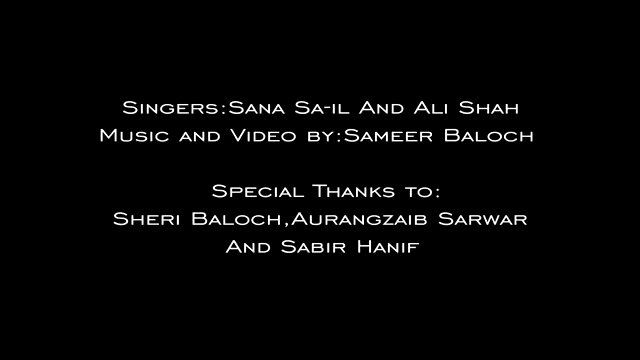 Singers:Sana Sa-il And Ali Shah
Music and Video by:Sameer Baloch
Special Thanks to:
Sheri Baloch,Aurangzaib Sarwar
And Sabir Hanif